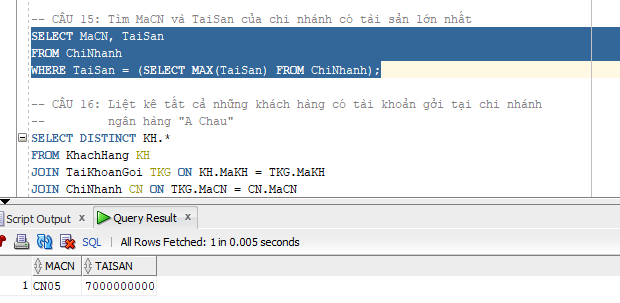 -- CÂU 15: Tìm MaCN và TaiSan của chi nhánh có tài sản lớn nhất
SELECT MaCN, TaiSan
FROM ChiNhanh
WHERE TaiSan = (SELECT MAX(TaiSan) FROM ChiNhanh);
-- CÂU 16: Liệt kê tất cả những khách hàng có tài khoản gởi tại chi nhánh
-- ngân hàng "A Chau"
SELECT DISTINCT KH.*
FROM KhachHang KH
JOIN TaiKhoanGoi TKG ON KH.MaKH = TKG.MaKH
JOIN ChiNhanh CN ON TKG.MaCN = CN.MaCN
Script Output x Query Result x
SQL | All Rows Fetched: 1 in 0.005 seconds
MACN TAISAN
1 CN05 7000000000